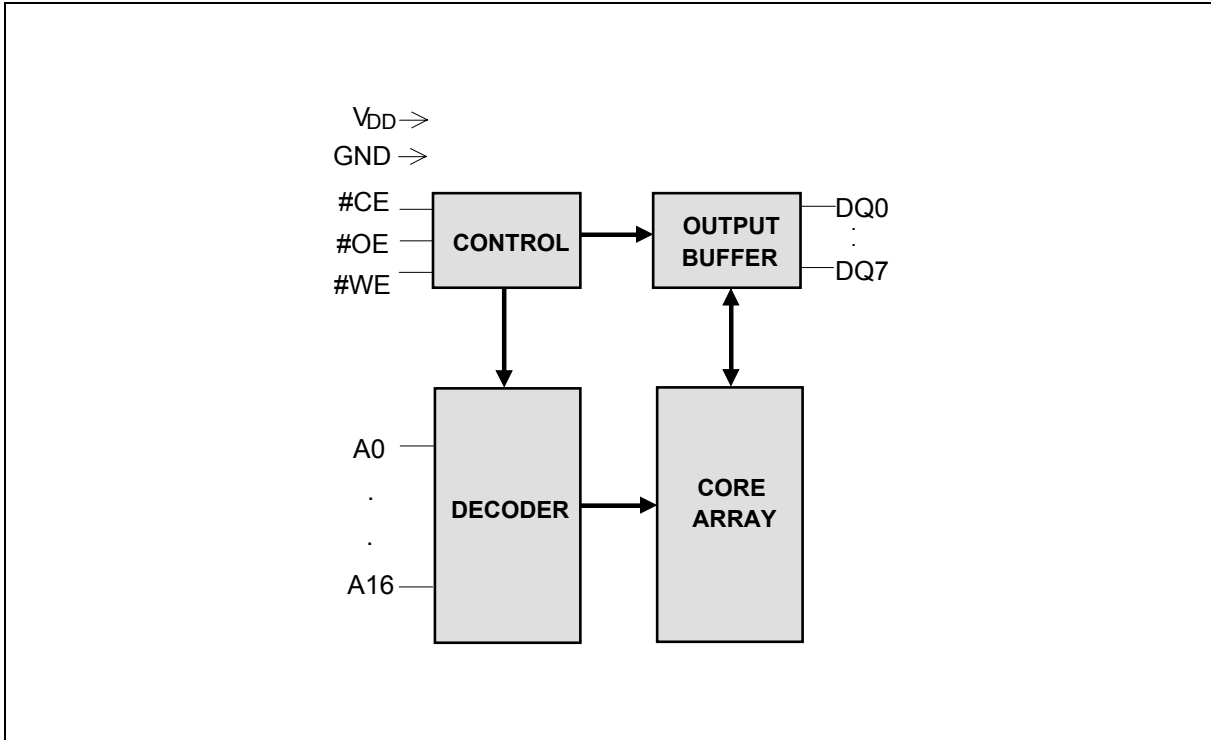 VDD
GND
#CE
#OE
#WE
CONTROL
OUTPUT
BUFFER
DQ0
.
.
DQ7
A0
.
.
A16
DECODER
CORE
ARRAY